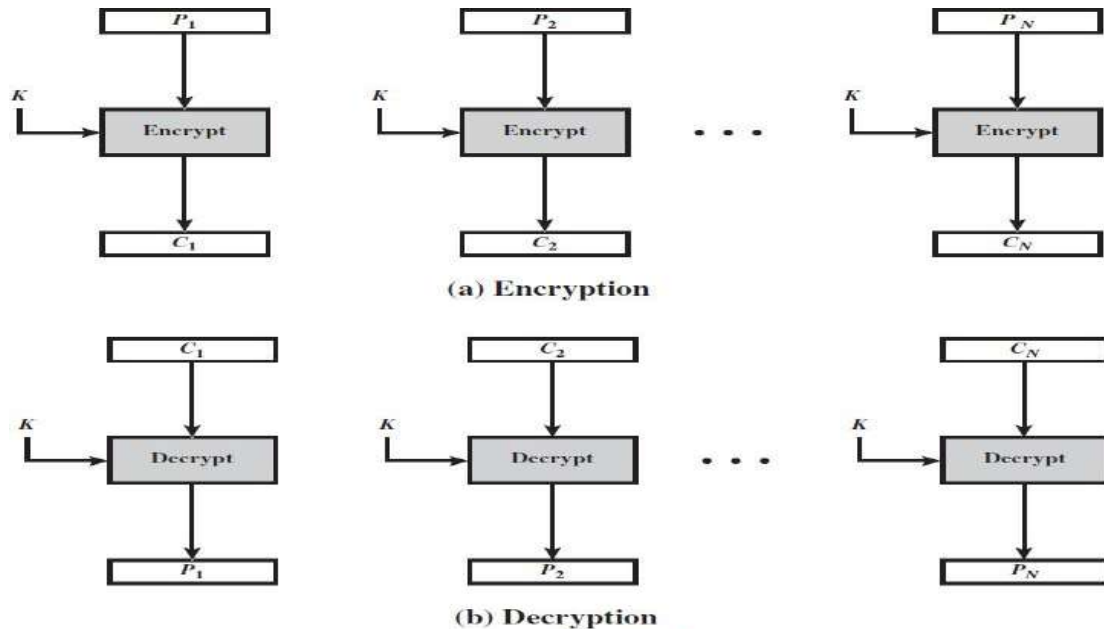 P1 P2 PN
K K K
Encrypt Encrypt • • • Encrypt
C1 C2 CN
(a) Encryption
C1 C2 CN
K K K
Decrypt Decrypt • • • Decrypt
P1 P2 PN
(b) Decryption